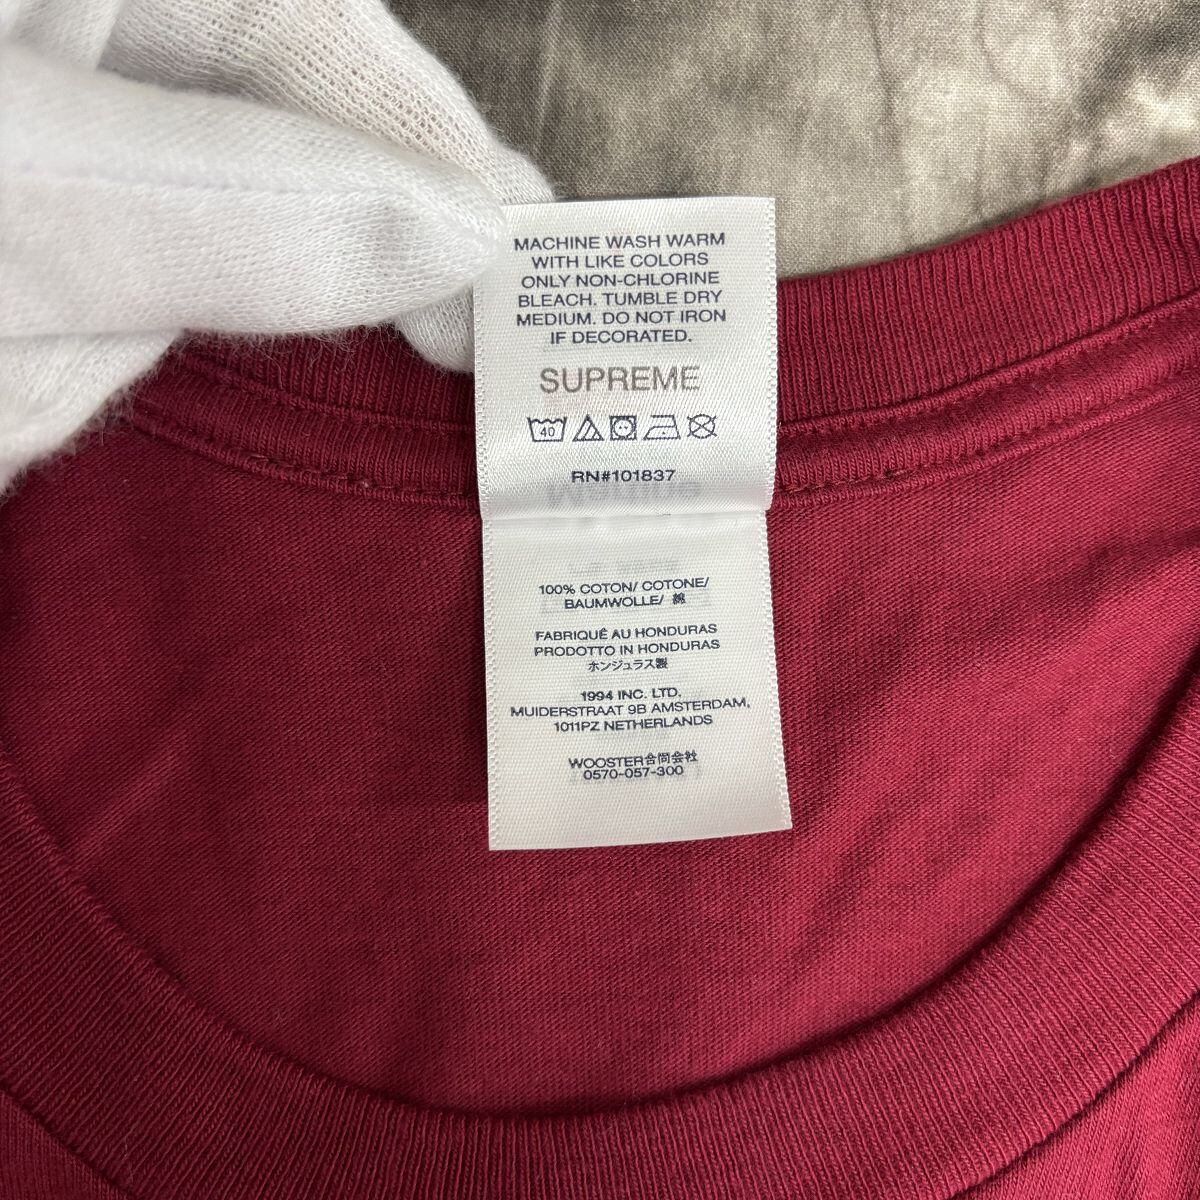 MACHINE WASH WARM
WITH LIKE COLORS
ONLY NON-CHLORINE
BLEACH. TUMBLE DRY
MEDIUM. DO NOT IRON
IF DECORATED.
SUPREME
40
RN#101837
100% COTON/ COTONE/
BAUMWOLLE/ 綿
FABRIQUÉ AU HONDURAS
PRODOTTO IN HONDURAS
ホンジュラス製
1994 INC. LTD.
MUIDERSTRAAT 9B AMSTERDAM,
1011PZ NETHERLANDS
WOOSTER合同会社
0570-057-300